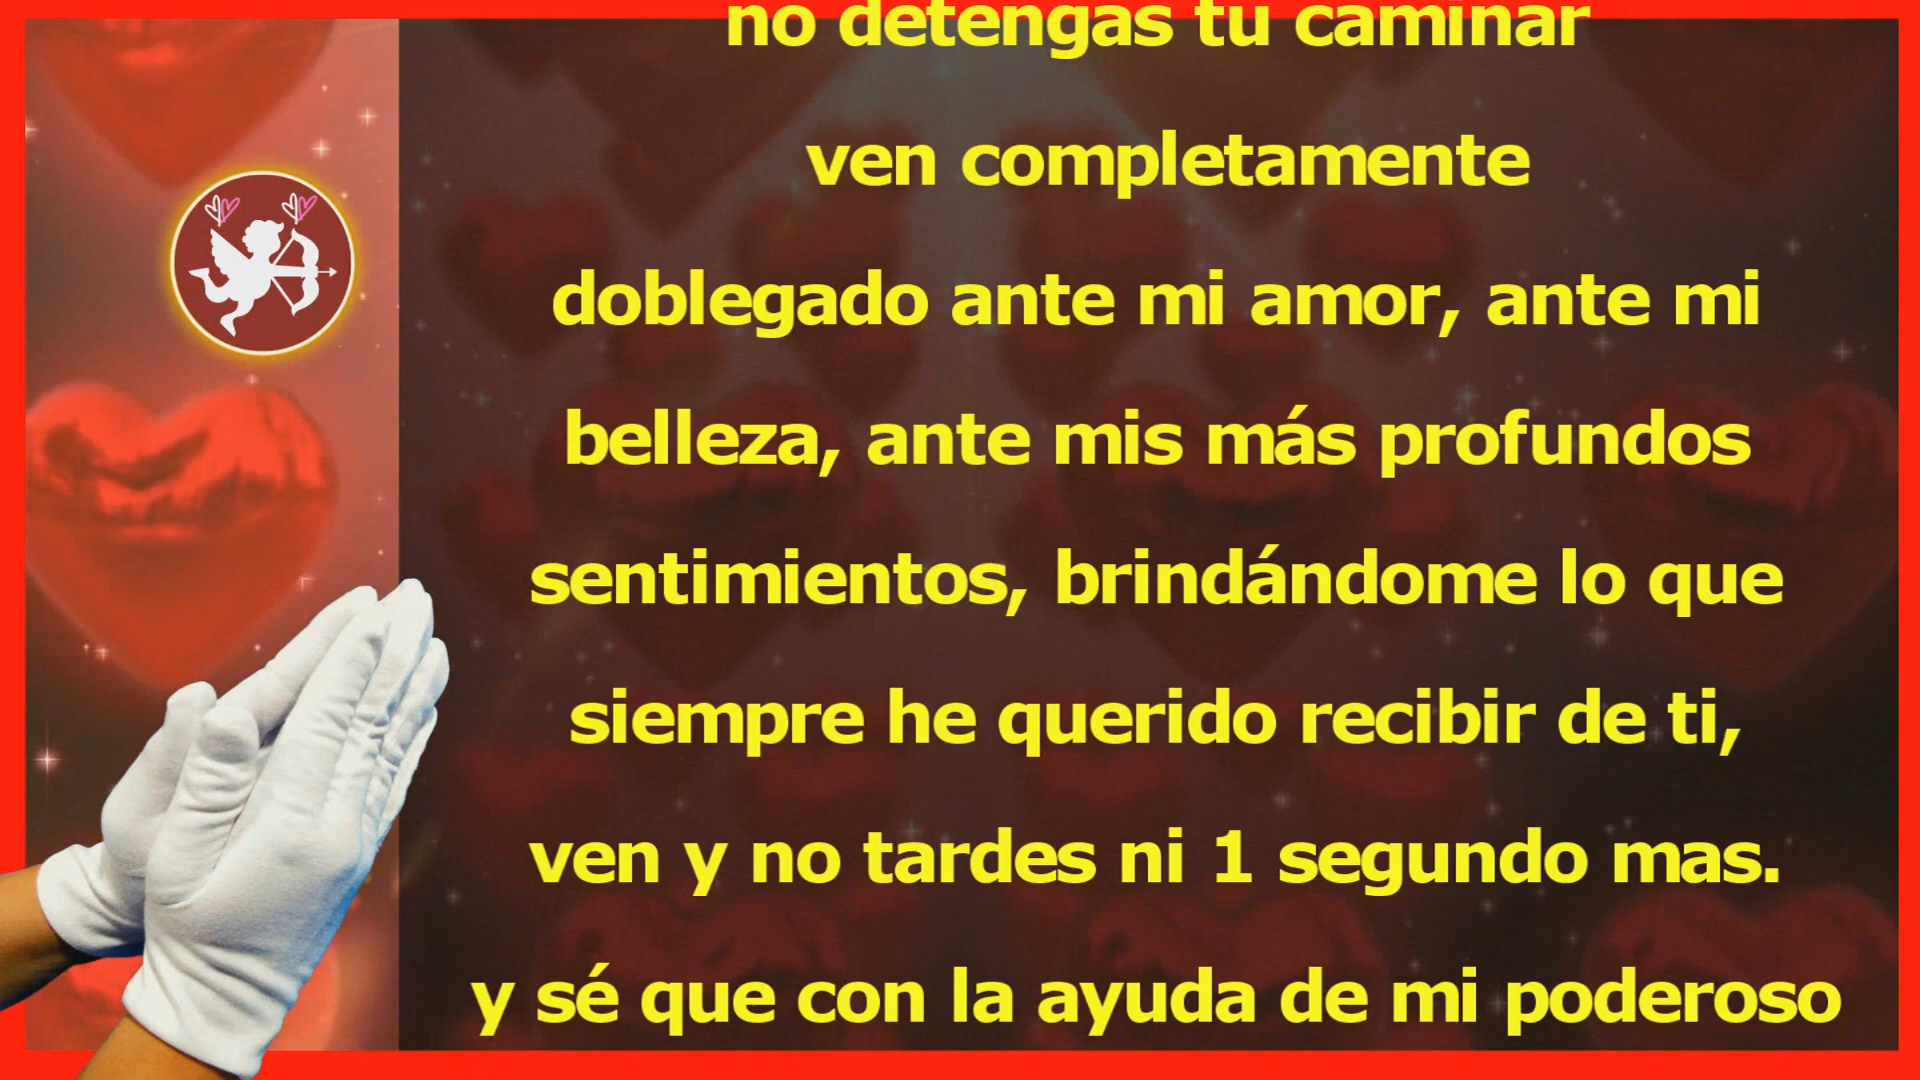 no detengas tu caminar
ven completamente
doblegado ante mi amor, ante mi
belleza, ante mis más profundos
sentimientos, brindándome lo que
siempre he querido recibir de ti,
ven y no tardes ni 1 segundo mas.
y sé que con la ayuda de mi poderoso